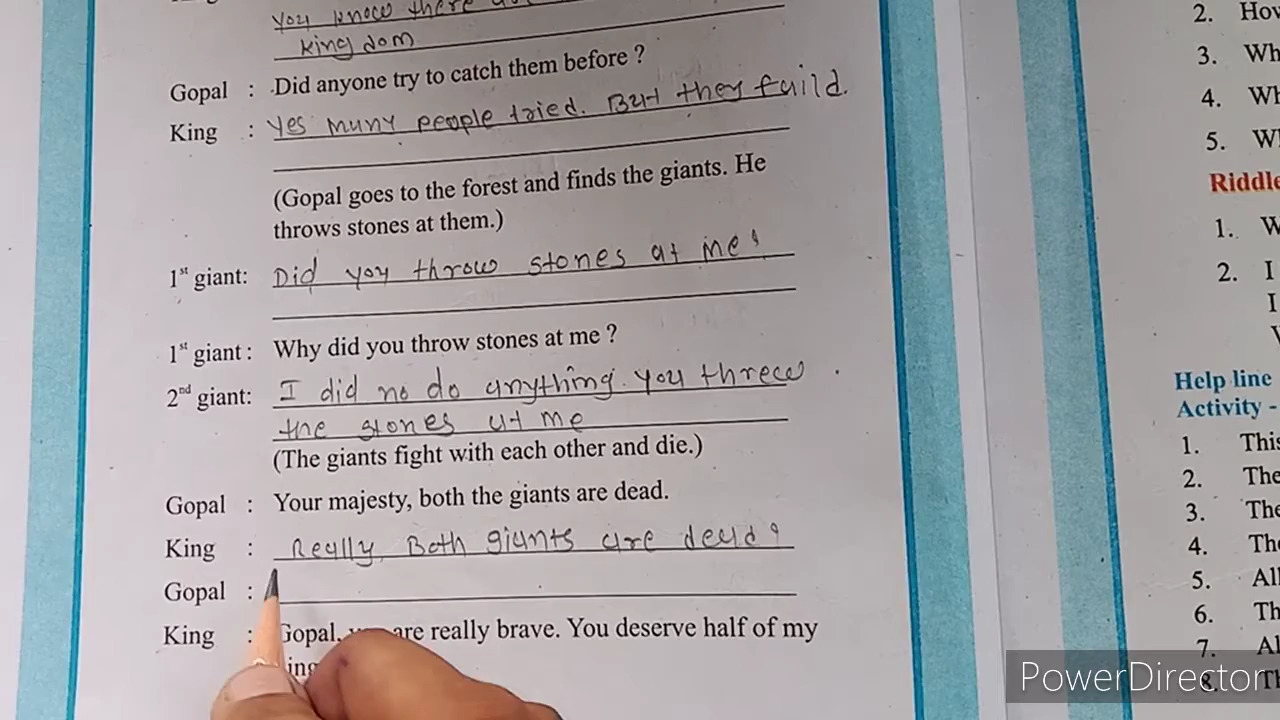 you know there
kingdom
Gopal : Did anyone try to catch them before ?
King : Yes muny people tried. But they faild.
(Gopal goes to the forest and finds the giants. He
throws stones at them.)
1st giant: Did you throw stones at me?
1st giant : Why did you throw stones at me ?
2nd giant: I did no do anything. you threw
the stones at me
(The giants fight with each other and die.)
Gopal : Your majesty, both the giants are dead.
King : Really, Both giants are dead?
Gopal :
King : Gopal, are really brave. You deserve half of my
2. How
3. Wh
4. Wh
5. W
Riddle
1. W
2. I
I
Help line
Activity -
1. This
2. The
3. The
4. The
5. All
6. Th
7. Al
8. Th
PowerDirector